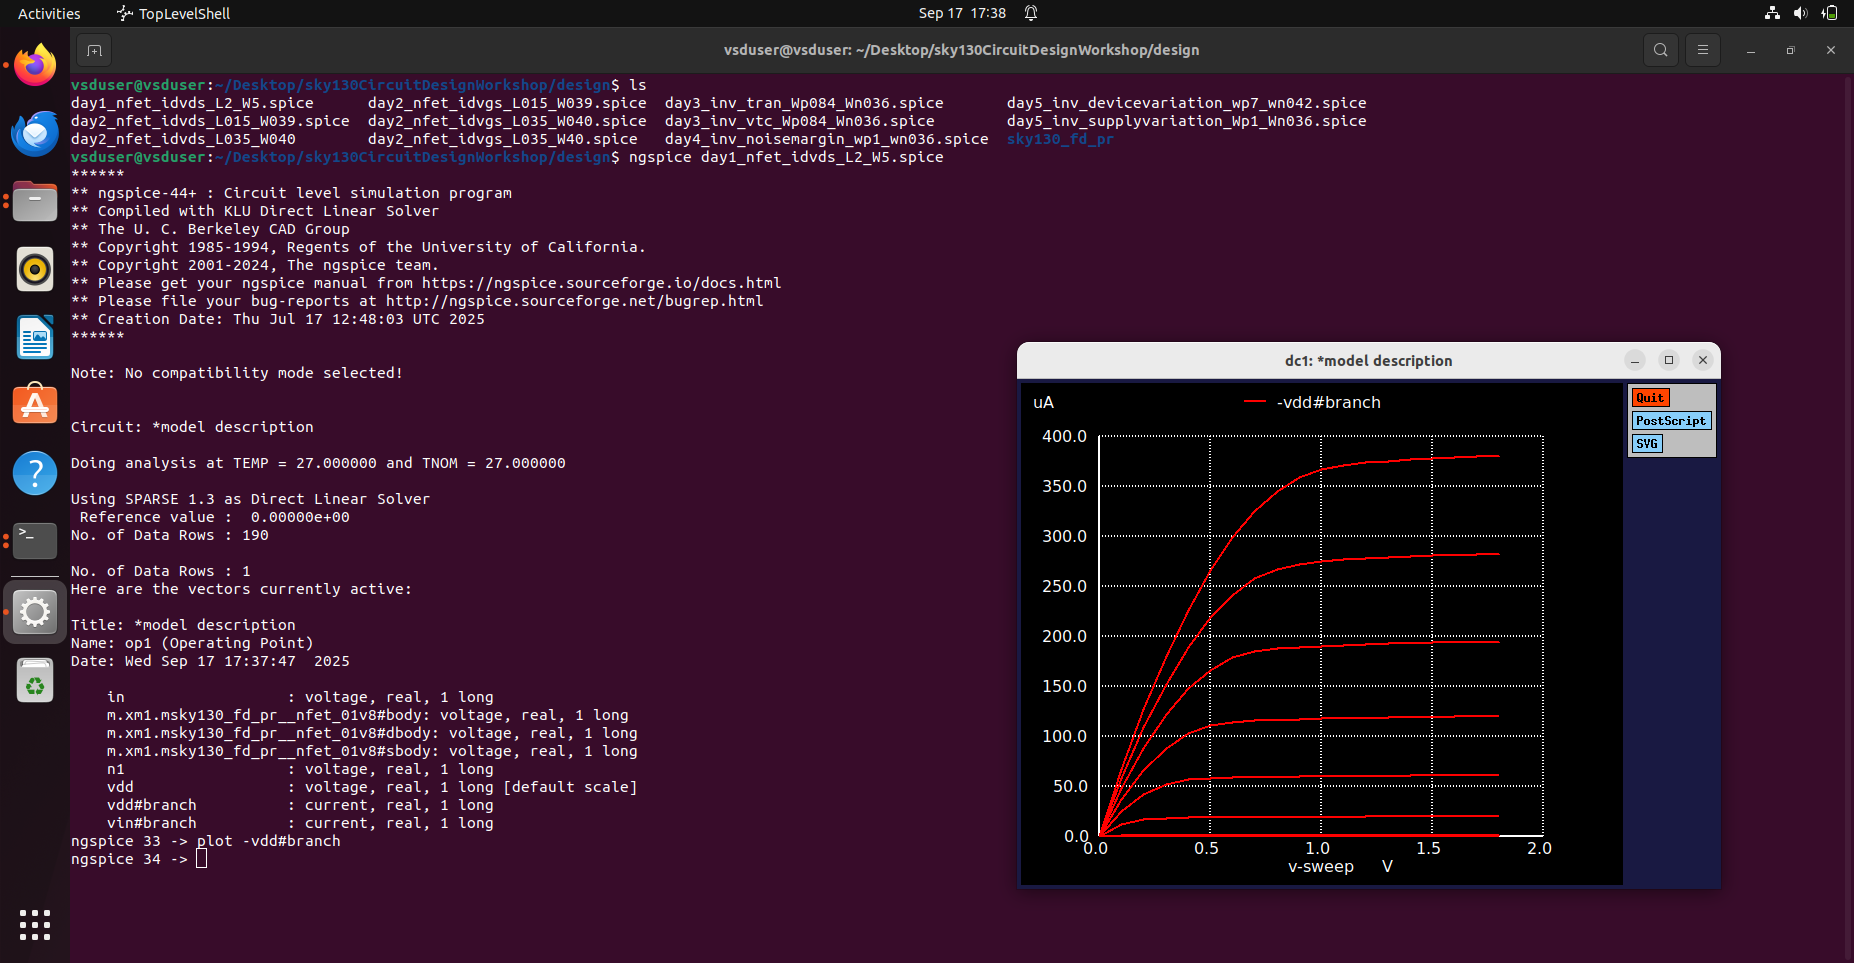 Activities TopLevelShell Sep 17 17:38
vsduser@vsduser: ~/Desktop/sky130CircuitDesignWorkshop/design
vsduser@vsduser:~/Desktop/sky130CircuitDesignWorkshop/design$ ls
day1_nfet_idvds_L2_W5.spice day2_nfet_idvgs_L015_W039.spice day3_inv_tran_Wp084_Wn036.spice day5_inv_devicevariation_wp7_wn042.spice
day2_nfet_idvds_L015_W039.spice day2_nfet_idvgs_L035_W040.spice day3_inv_vtc_Wp084_Wn036.spice day5_inv_supplyvariation_Wp1_Wn036.spice
day2_nfet_idvds_L035_W040 day2_nfet_idvgs_L035_W40.spice day4_inv_noisemargin_wp1_wn036.spice sky130_fd_pr
vsduser@vsduser:~/Desktop/sky130CircuitDesignWorkshop/design$ ngspice day1_nfet_idvds_L2_W5.spice
******
** ngspice-44+ : Circuit level simulation program
** Compiled with KLU Direct Linear Solver
** The U. C. Berkeley CAD Group
** Copyright 1985-1994, Regents of the University of California.
** Copyright 2001-2024, The ngspice team.
** Please get your ngspice manual from https://ngspice.sourceforge.io/docs.html
** Please file your bug-reports at http://ngspice.sourceforge.net/bugrep.html
** Creation Date: Thu Jul 17 12:48:03 UTC 2025
******
Note: No compatibility mode selected!
Circuit: *model description
Doing analysis at TEMP = 27.000000 and TNOM = 27.000000
Using SPARSE 1.3 as Direct Linear Solver
Reference value :  0.00000e+00
No. of Data Rows : 190
No. of Data Rows : 1
Here are the vectors currently active:
Title: *model description
Name: op1 (Operating Point)
Date: Wed Sep 17 17:37:47  2025
in : voltage, real, 1 long
m.xm1.msky130_fd_pr__nfet_01v8#body: voltage, real, 1 long
m.xm1.msky130_fd_pr__nfet_01v8#dbody: voltage, real, 1 long
m.xm1.msky130_fd_pr__nfet_01v8#sbody: voltage, real, 1 long
n1 : voltage, real, 1 long
vdd : voltage, real, 1 long [default scale]
vdd#branch : current, real, 1 long
vin#branch : current, real, 1 long
ngspice 33 -> plot -vdd#branch
ngspice 34 ->
dc1: *model description
uA -vdd#branch
Quit
PostScript
SVG
400.0
350.0
300.0
250.0
200.0
150.0
100.0
50.0
0.0
0.0 0.5 1.0 1.5 2.0
v-sweep V